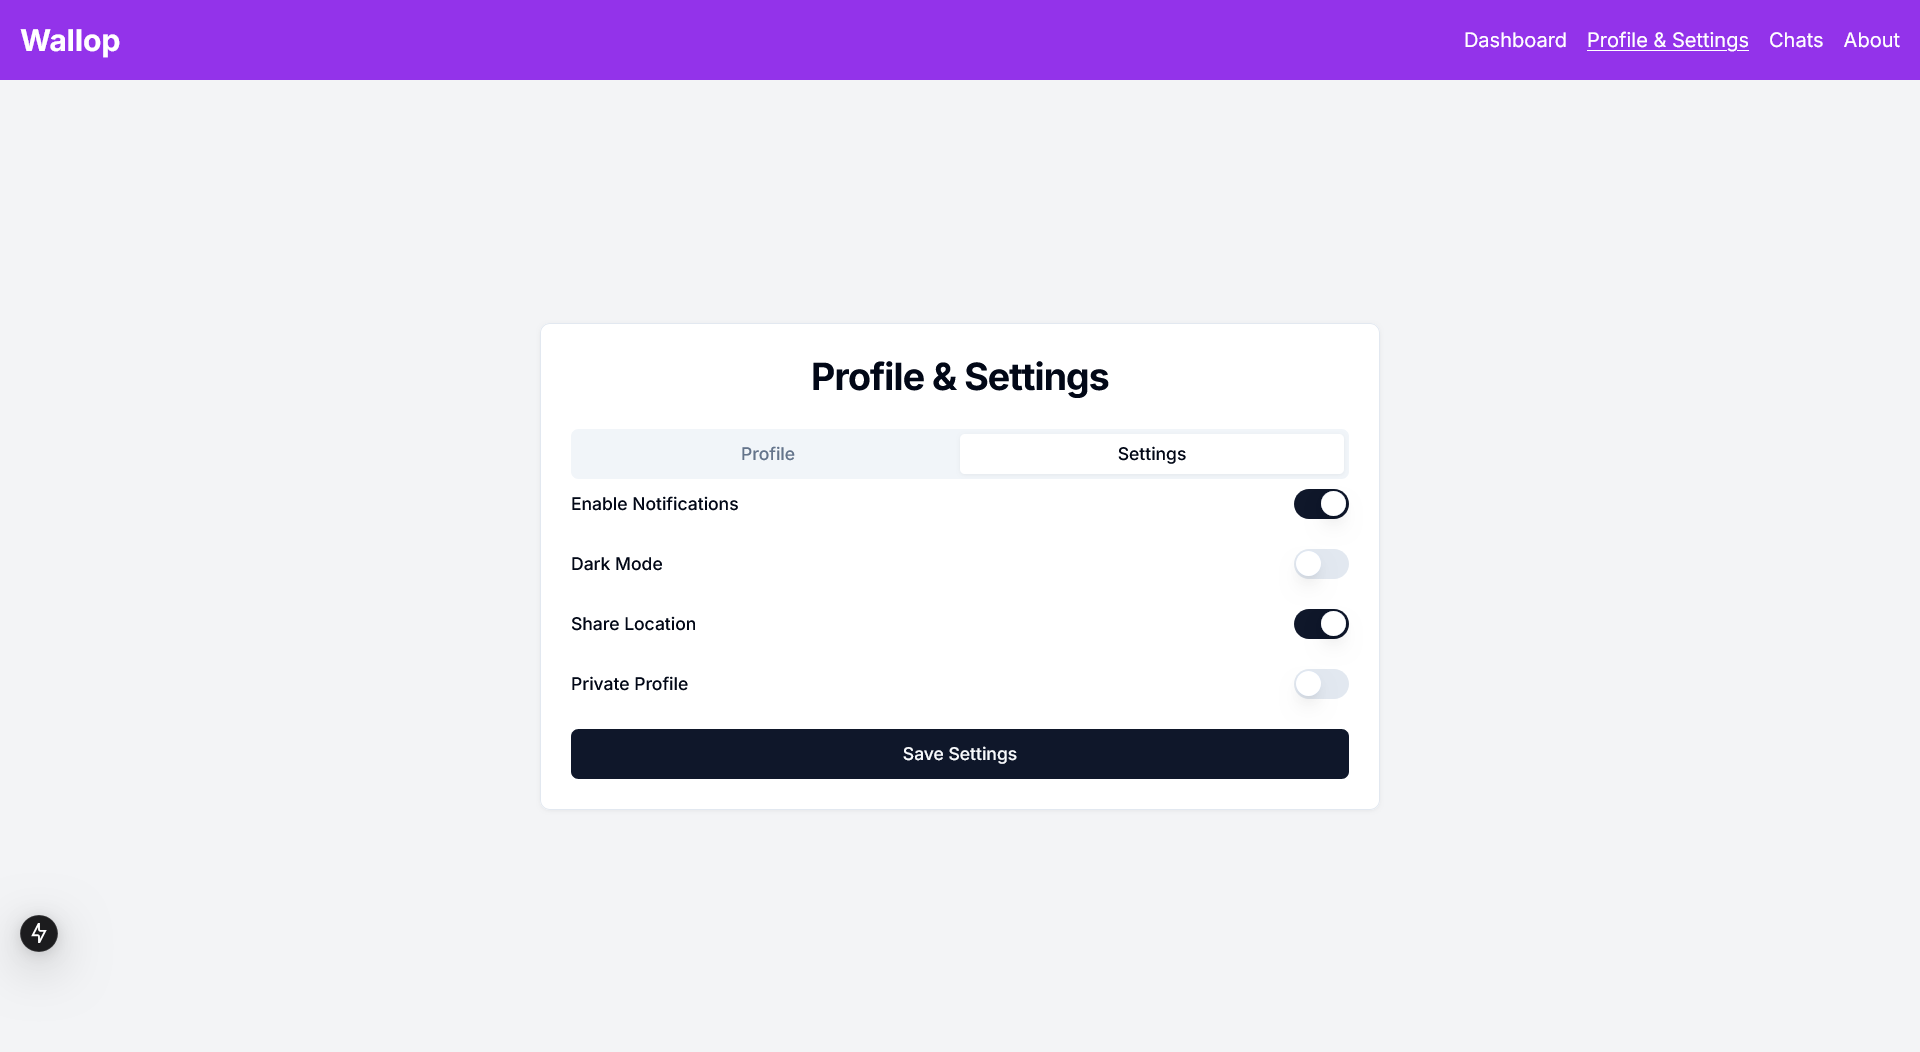 Wallop
Dashboard Profile & Settings Chats About
Profile & Settings
Profile Settings
Enable Notifications
Dark Mode
Share Location
Private Profile
Save Settings